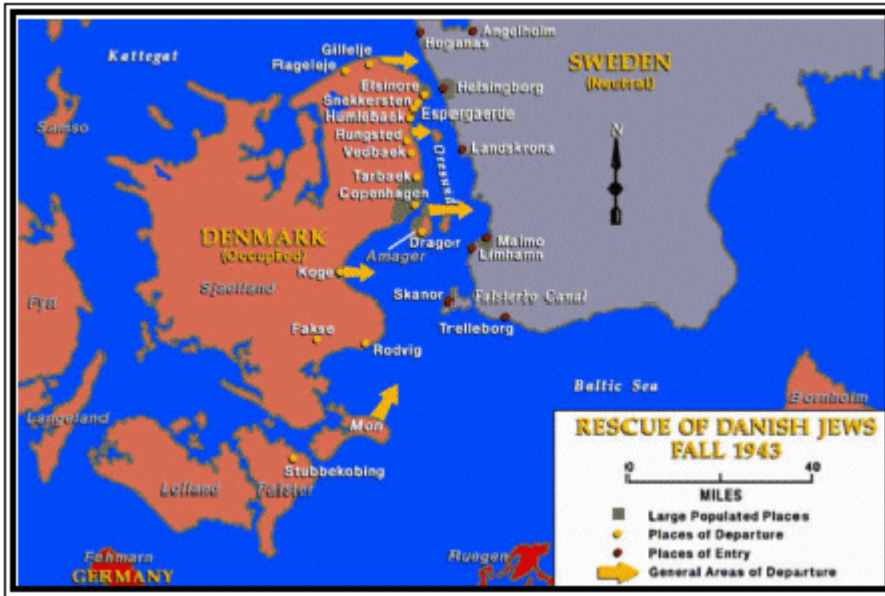 Kattegat
Hoganas
Angelholm
Gilleleje
Rageleje
SWEDEN
(Neutral)
Elsinore
Helsingborg
Snekkersten
Espergaerde
Humlebaek
Samso
N
Rungsted
Vedbaek
Landskrona
Oresund
Tarbaek
Copenhagen
DENMARK
(Occupied)
Dragor
Malmo
Limhamn
Amager
Koge
Sjaelland
Skanor
Falsterbo Canal
Fyn
Trelleborg
Fakse
Rodvig
Baltic Sea
Bornholm
Langeland
Mon
RESCUE OF DANISH JEWS
FALL 1943
Stubbekobing
0
40
MILES
Lolland
Falster
Large Populated Places
Places of Departure
Places of Entry
General Areas of Departure
Fehmarn
GERMANY
Ruegen